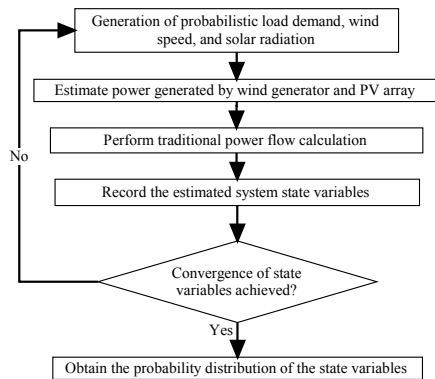 Generation of probabilistic load demand, wind
speed, and solar radiation
Estimate power generated by wind generator and PV array
Perform traditional power flow calculation
No
Record the estimated system state variables
Convergence of state
variables achieved?
Yes
Obtain the probability distribution of the state variables